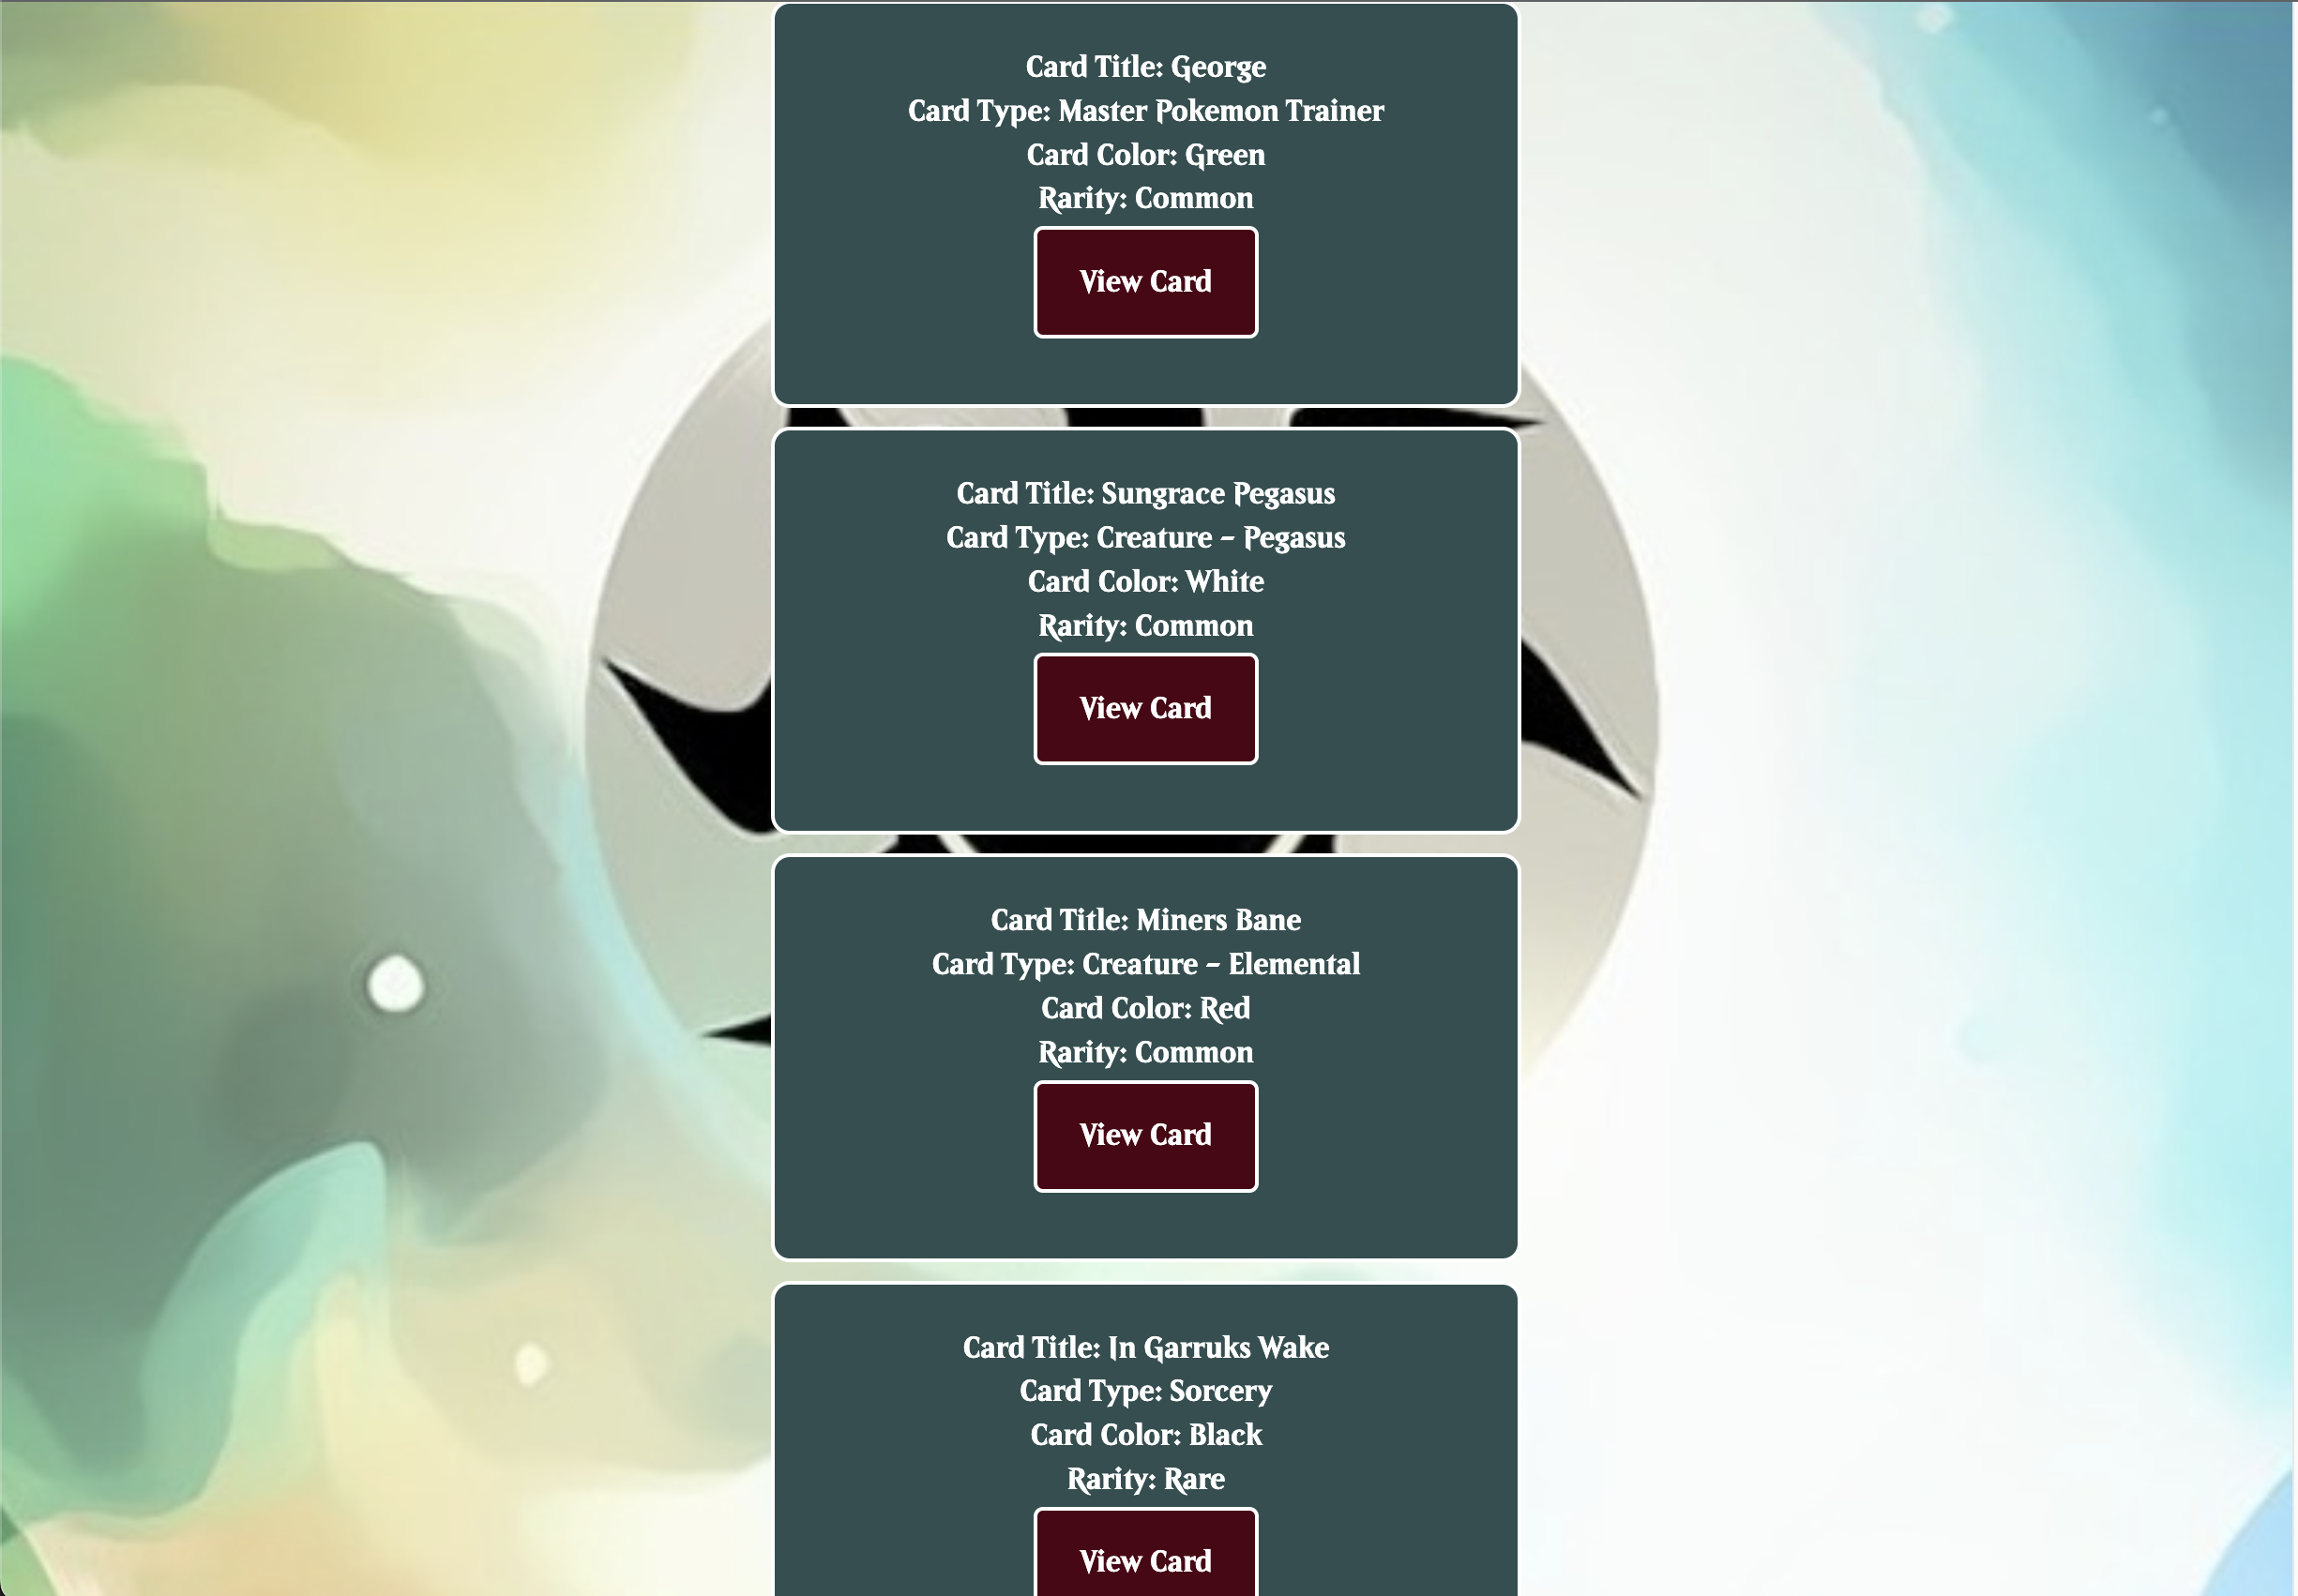 Card Title: George
Card Type: Master Pokemon Trainer
Card Color: Green
Rarity: Common
View Card
Card Title: Sungrace Pegasus
Card Type: Creature - Pegasus
Card Color: White
Rarity: Common
View Card
Card Title: Miners Bane
Card Type: Creature - Elemental
Card Color: Red
Rarity: Common
View Card
Card Title: In Garruks Wake
Card Type: Sorcery
Card Color: Black
Rarity: Rare
View Card